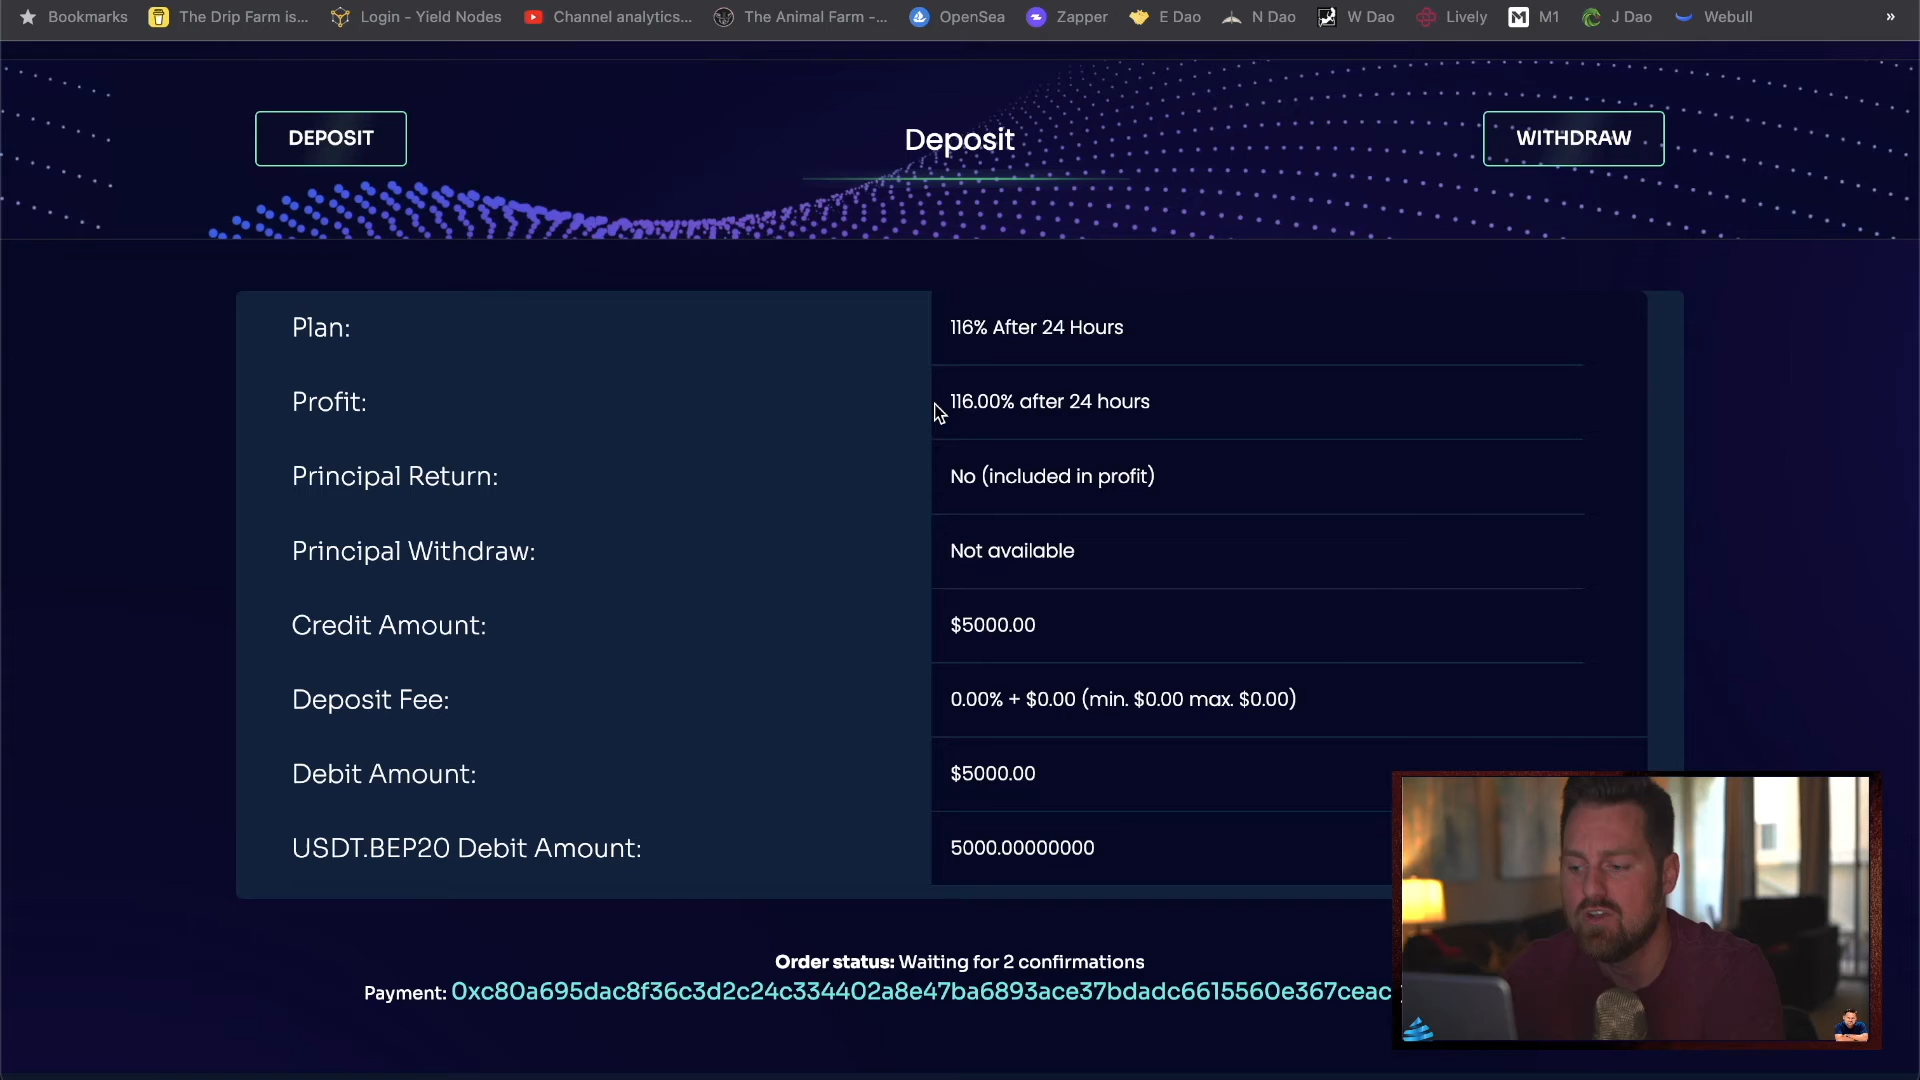 Bookmarks The Drip Farm is... Login - Yield Nodes Channel analytics... The Animal Farm -... OpenSea Zapper E Dao N Dao W Dao Lively M1 J Dao Webull »
DEPOSIT Deposit WITHDRAW
Plan: 116% After 24 Hours
Profit: 116.00% after 24 hours
Principal Return: No (included in profit)
Principal Withdraw: Not available
Credit Amount: $5000.00
Deposit Fee: 0.00% + $0.00 (min. $0.00 max. $0.00)
Debit Amount: $5000.00
USDT.BEP20 Debit Amount: 5000.00000000
Order status: Waiting for 2 confirmations
Payment: 0xc80a695dac8f36c3d2c24c334402a8e47ba6893ace37bdadc6615560e367ceac